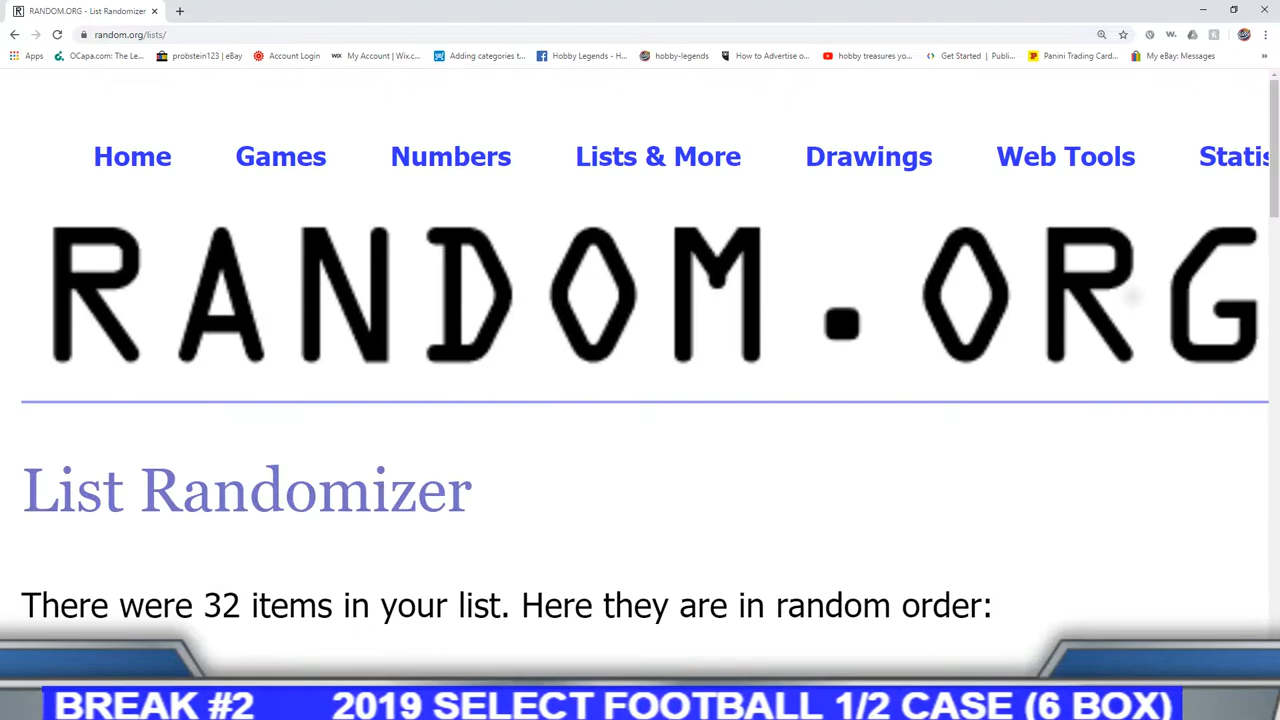 RANDOM.ORG - List Randomizer
random.org/lists/
Apps OCapa.com: The Le... probstein123 | eBay Account Login My Account | Wix.c... Adding categories t... Hobby Legends - H... hobby-legends How to Advertise o... hobby treasures yo... Get Started | Publi... Panini Trading Card... My eBay: Messages
Home Games Numbers Lists & More Drawings Web Tools Statis
RANDOM.ORG
List Randomizer
There were 32 items in your list. Here they are in random order:
BREAK #2 2019 SELECT FOOTBALL 1/2 CASE (6 BOX)